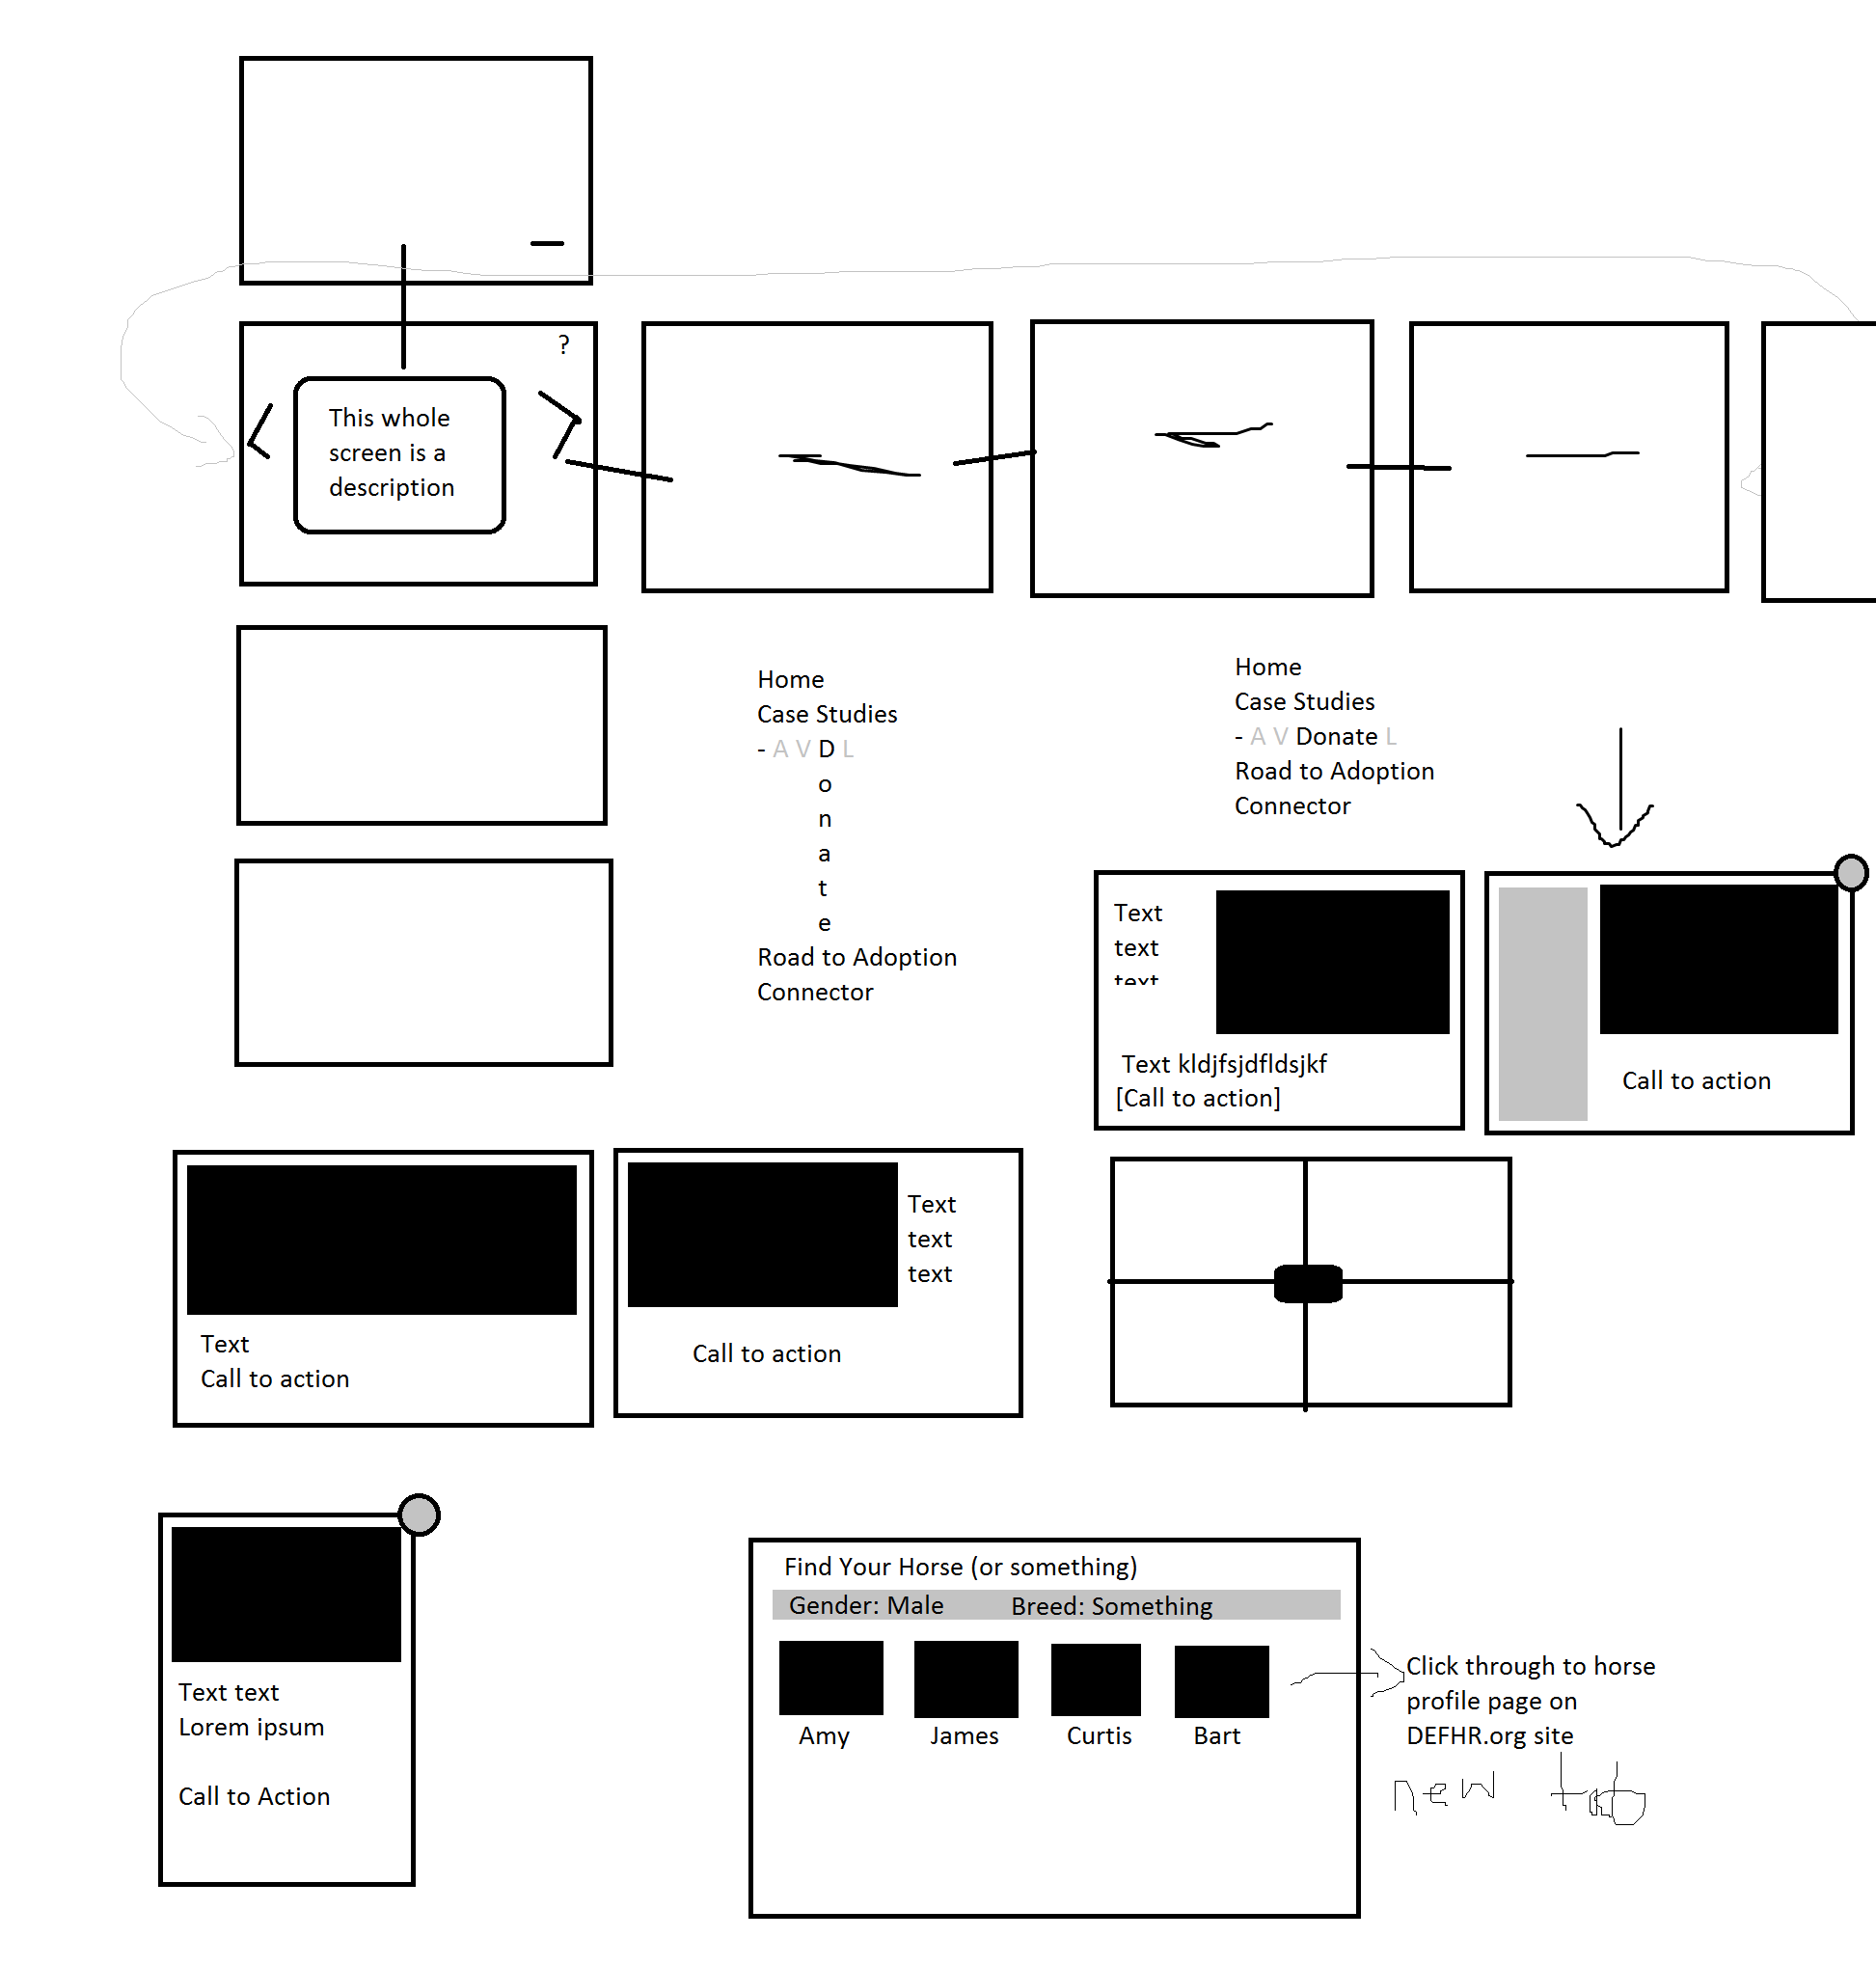 ?
This whole
screen is a
description
Home
Case Studies
- A V D L
o
n
a
t
e
Road to Adoption
Connector
Home
Case Studies
- A V Donate L
Road to Adoption
Connector
Text
text
text
Text kldjfsjdfldsjkf
[Call to action]
Call to action
Text
Call to action
Text
text
text
Call to action
Text text
Lorem ipsum
Call to Action
Find Your Horse (or something)
Gender: Male Breed: Something
Amy James Curtis Bart
Click through to horse
profile page on
DEFHR.org site
new tab